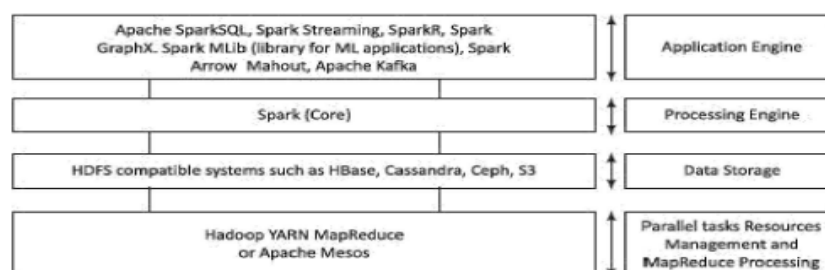 Apache SparkSQL, Spark Streaming, SparkR, Spark
GraphX. Spark MLib (library for ML applications), Spark
Arrow Mahout, Apache Kafka
Application Engine
Spark (Core)
Processing Engine
HDFS compatible systems such as HBase, Cassandra, Ceph, S3
Data Storage
Hadoop YARN MapReduce
or Apache Mesos
Parallel tasks Resources
Management and
MapReduce Processing